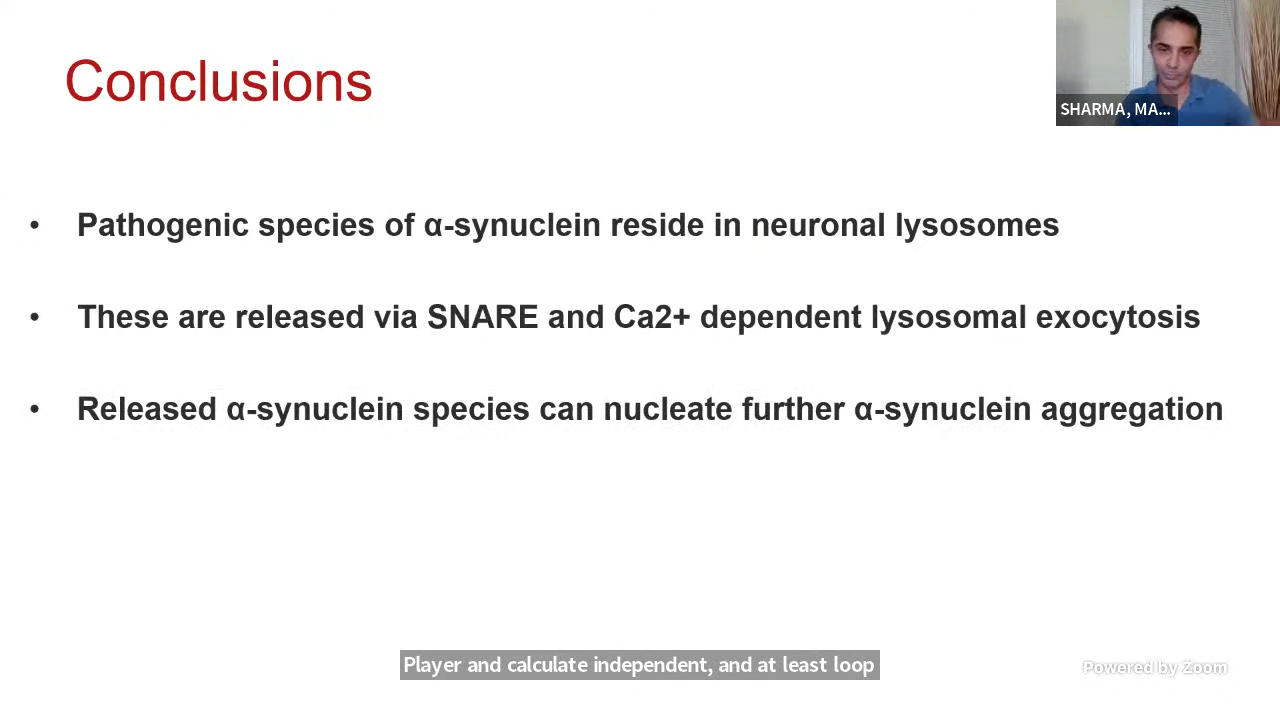 Conclusions
SHARMA, MA...
• Pathogenic species of α-synuclein reside in neuronal lysosomes
• These are released via SNARE and Ca2+ dependent lysosomal exocytosis
• Released α-synuclein species can nucleate further α-synuclein aggregation
Player and calculate independent, and at least loop
Powered by Zoom